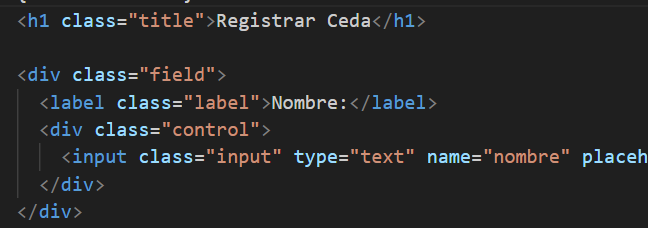 <h1 class="title">Registrar Ceda</h1>
<div class="field">
<label class="label">Nombre:</label>
<div class="control">
<input class="input" type="text" name="nombre" placeh
</div>
</div>